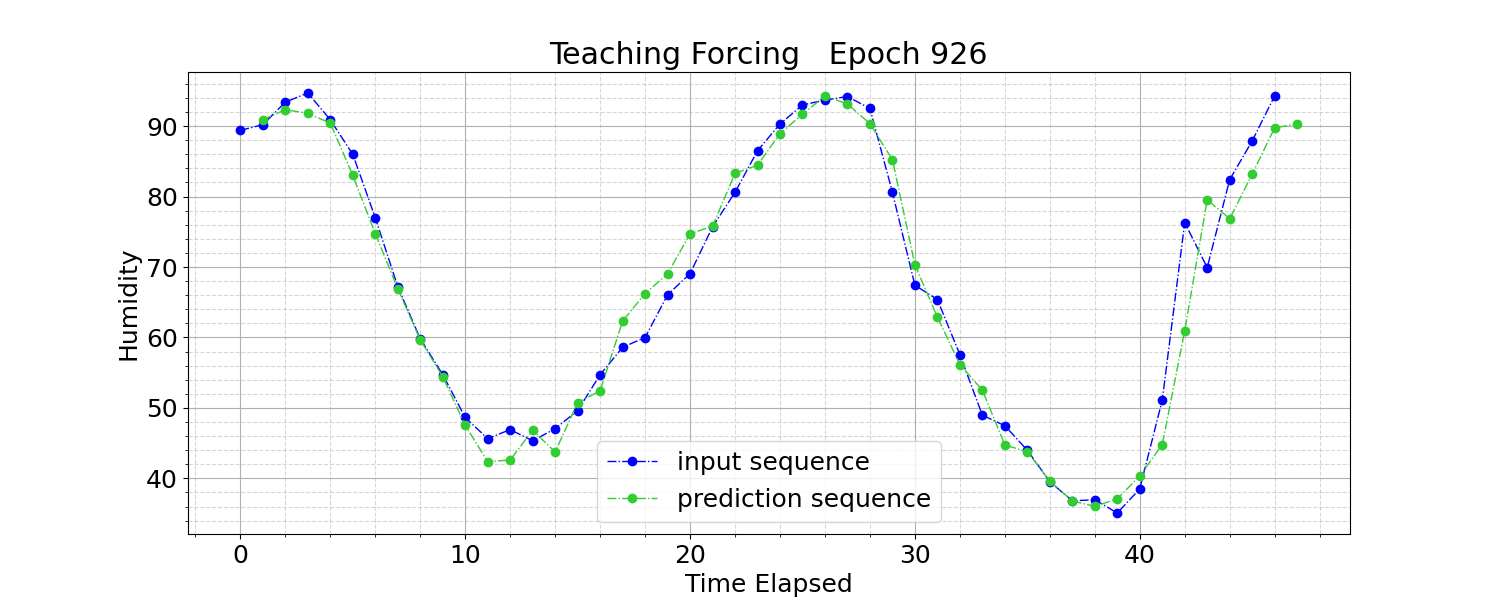 Teaching Forcing   Epoch 926
90
80
70
60
50
40
Humidity
input sequence
prediction sequence
0 10 20 30 40
Time Elapsed